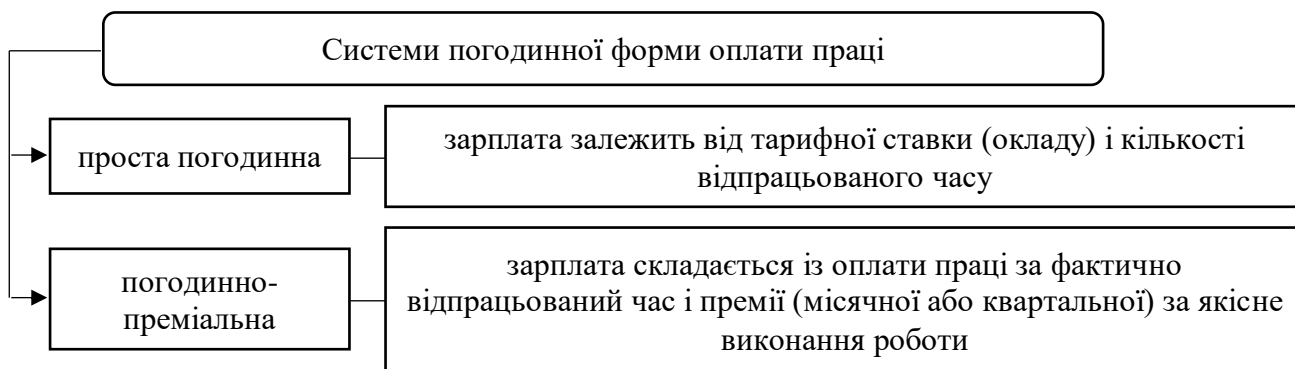 Системи погодинної форми оплати праці
проста погодинна
зарплата залежить від тарифної ставки (окладу) і кількості
відпрацьованого часу
погодинно-
преміальна
зарплата складається із оплати праці за фактично
відпрацьований час і премії (місячної або квартальної) за якісне
виконання роботи